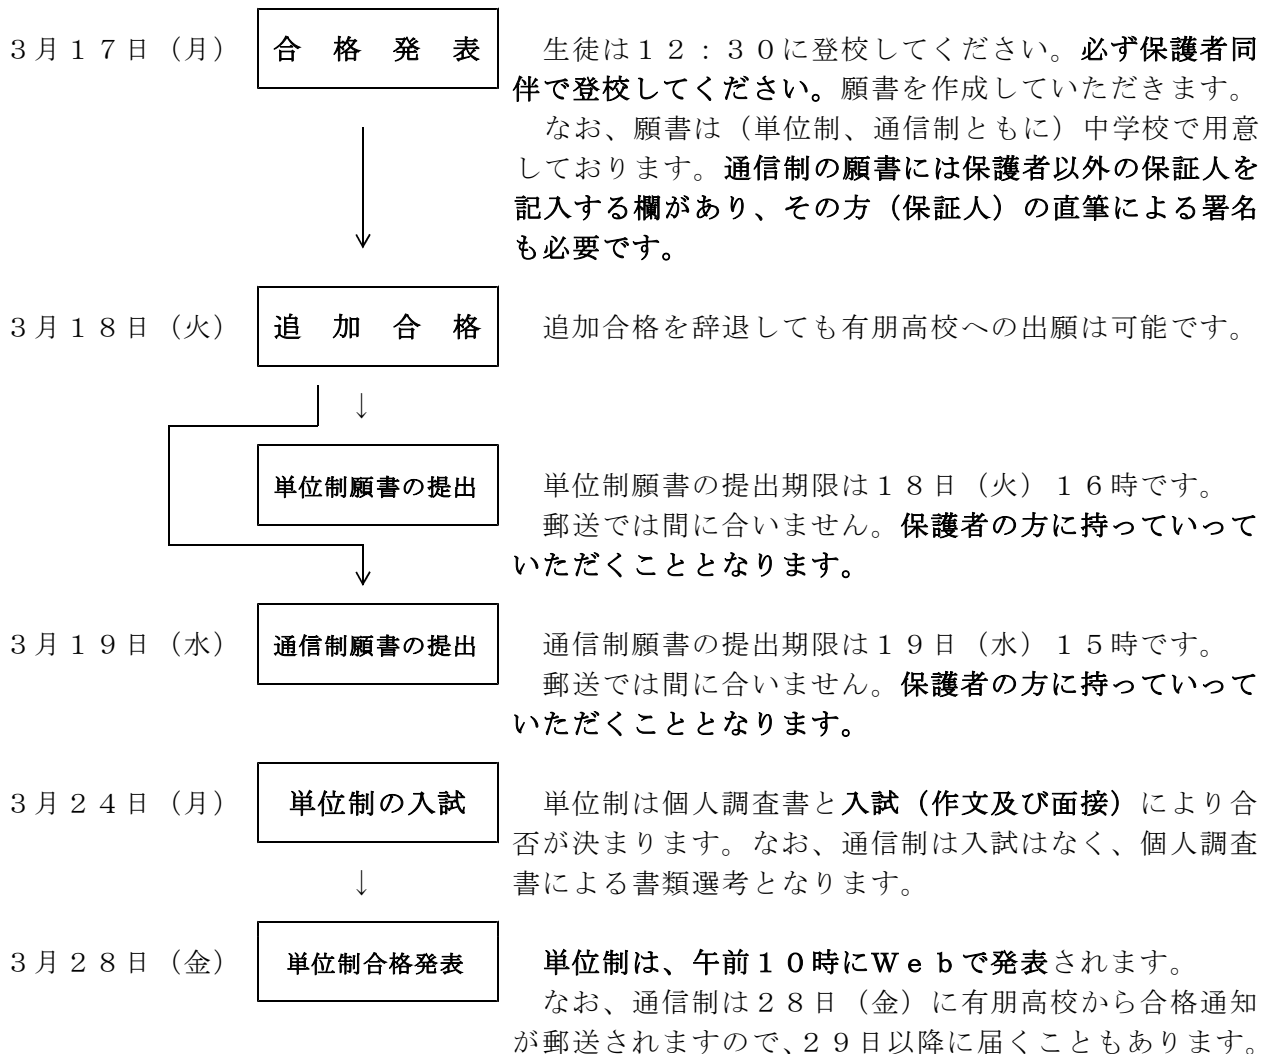 ３月１７日（月） 合　格　発　表 生徒は１２：３０に登校してください。必ず保護者同
伴で登校してください。願書を作成していただきます。
なお、願書は（単位制、通信制ともに）中学校で用意
しております。通信制の願書には保護者以外の保証人を
記入する欄があり、その方（保証人）の直筆による署名
も必要です。
３月１８日（火） 追　加　合　格 追加合格を辞退しても有朋高校への出願は可能です。
↓
単位制願書の提出 単位制願書の提出期限は１８日（火）１６時です。
郵送では間に合いません。保護者の方に持っていって
いただくこととなります。
３月１９日（水） 通信制願書の提出 通信制願書の提出期限は１９日（水）１５時です。
郵送では間に合いません。保護者の方に持っていって
いただくこととなります。
３月２４日（月） 単位制の入試 単位制は個人調査書と入試（作文及び面接）により合
否が決まります。なお、通信制は入試はなく、個人調査
↓ 書による書類選考となります。
３月２８日（金） 単位制合格発表 単位制は、午前１０時にＷｅｂで発表されます。
なお、通信制は２８日（金）に有朋高校から合格通知
が郵送されますので、２９日以降に届くこともあります。